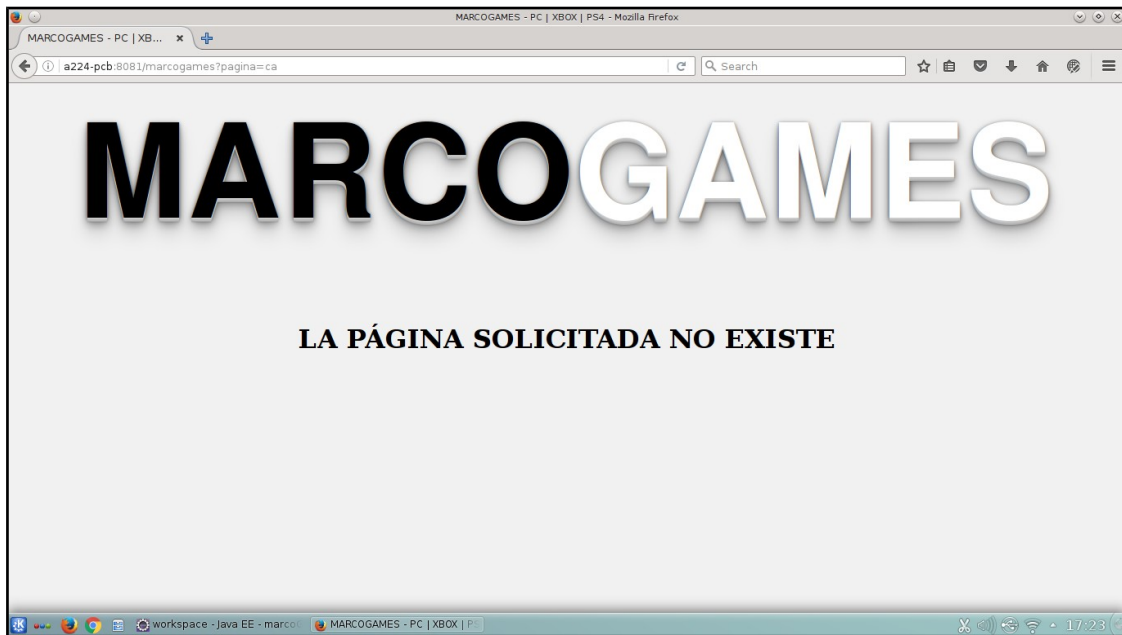 MARCOGAMES - PC | XBOX | PS4 - Mozilla Firefox
MARCOGAMES - PC | XB...
a224-pcb:8081/marcogames?pagina=ca
Search
MARCOGAMES
LA PÁGINA SOLICITADA NO EXISTE
workspace - Java EE - marco
MARCOGAMES - PC | XBOX | PS
17:23